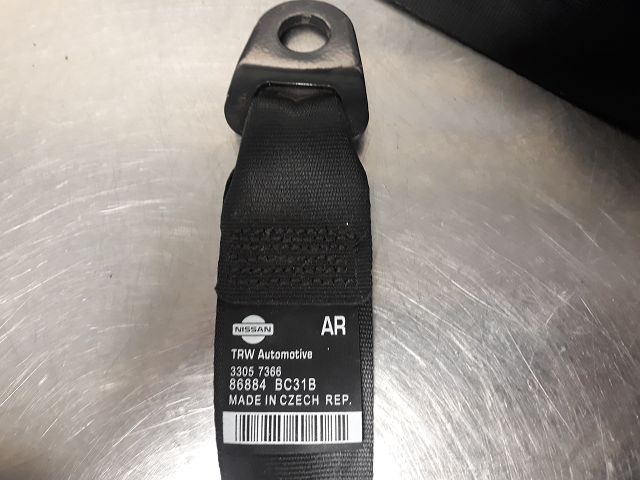 NISSAN AR
TRW Automotive
3305 7366
86884 BC31B
MADE IN CZECH REP.